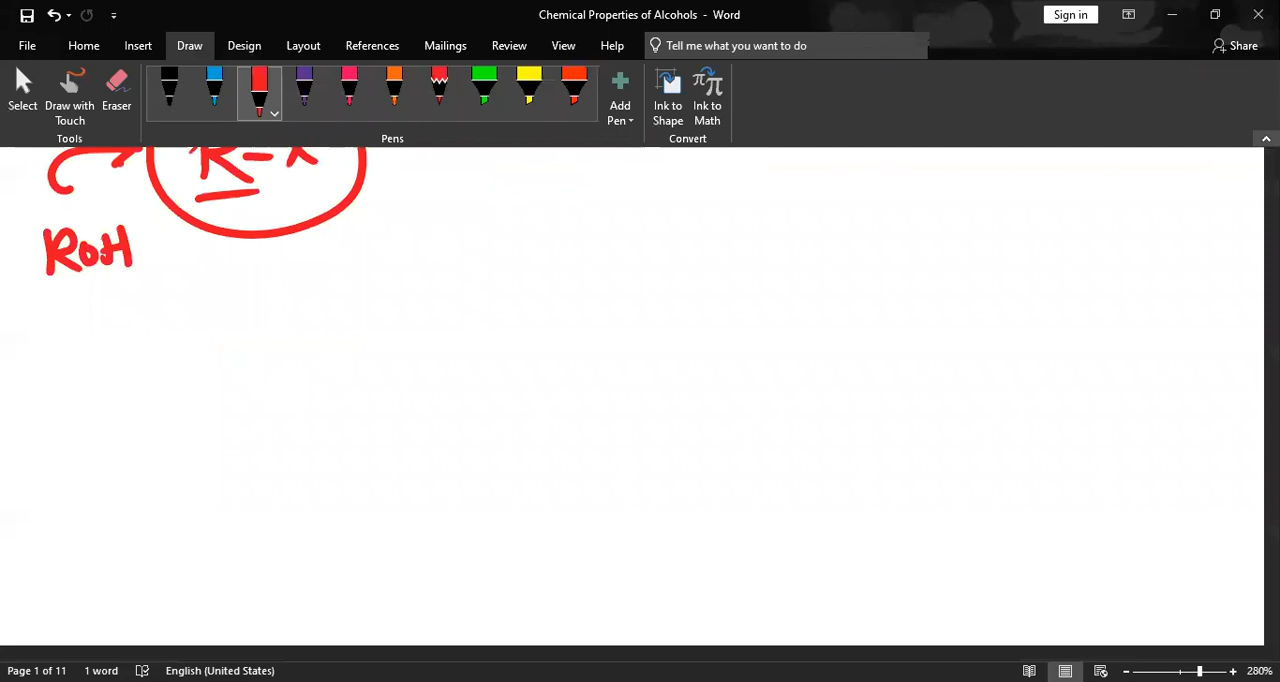 Chemical Properties of Alcohols - Word
Sign in
File Home Insert Draw Design Layout References Mailings Review View Help Tell me what you want to do Share
Select Draw with Touch Eraser Add Pen Ink to Shape Ink to Math
Tools Pens Convert
R-X
ROH
Page 1 of 11 1 word English (United States) 280%